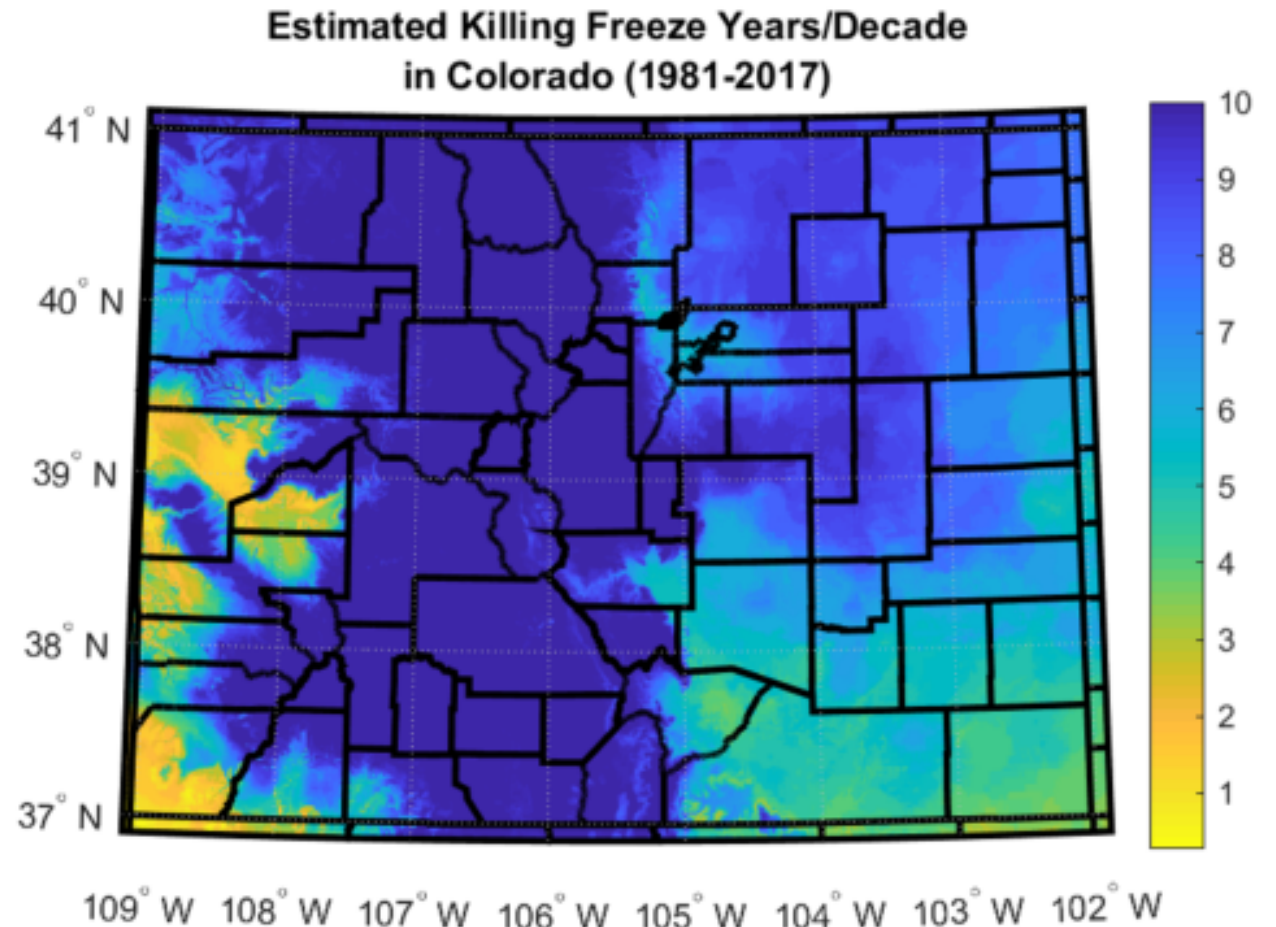 Estimated Killing Freeze Years/Decade
in Colorado (1981-2017)
41° N
40° N
39° N
38° N
37° N
109° W 108° W 107° W 106° W 105° W 104° W 103° W 102° W
10
9
8
7
6
5
4
3
2
1